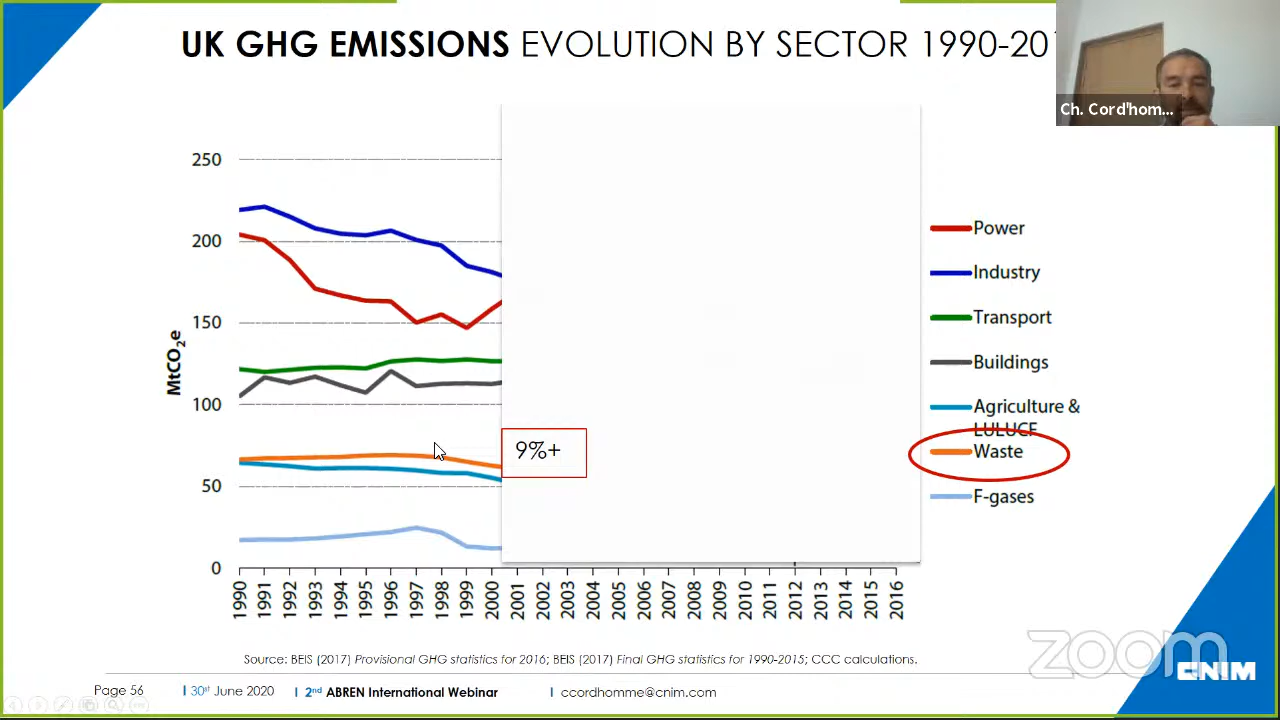 UK GHG EMISSIONS EVOLUTION BY SECTOR 1990-201
Ch. Cord'hom...
MtCO2e
250
200
150
100
50
0
9%+
Power
Industry
Transport
Buildings
Agriculture &
LULUCF
Waste
F-gases
1990 1991 1992 1993 1994 1995 1996 1997 1998 1999 2000 2001 2002 2003 2004 2005 2006 2007 2008 2009 2010 2011 2012 2013 2014 2015 2016
Source: BEIS (2017) Provisional GHG statistics for 2016; BEIS (2017) Final GHG statistics for 1990-2015; CCC calculations.
zoom
CNIM
Page 56 30st June 2020 2nd ABREN International Webinar ccordhomme@cnim.com